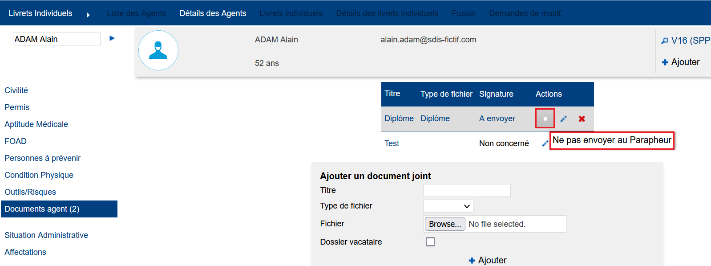 Livrets Individuels Liste des Agents Détails des Agents Livrets individuels Détails des livrets individuels Fusion Demandes de modif
ADAM Alain
ADAM Alain alain.adam@sdis-fictif.com V16 (SPP
52 ans Ajouter
Civilité
Permis
Aptitude Médicale
FOAD
Personnes à prévenir
Condition Physique
Outils/Risques
Documents agent (2)
Situation Administrative
Affectations
Titre Type de fichier Signature Actions
Diplôme Diplôme A envoyer
Test Non concerné
Ne pas envoyer au Parapheur
Ajouter un document joint
Titre
Type de fichier
Fichier Browse... No file selected.
Dossier vacataire
Ajouter